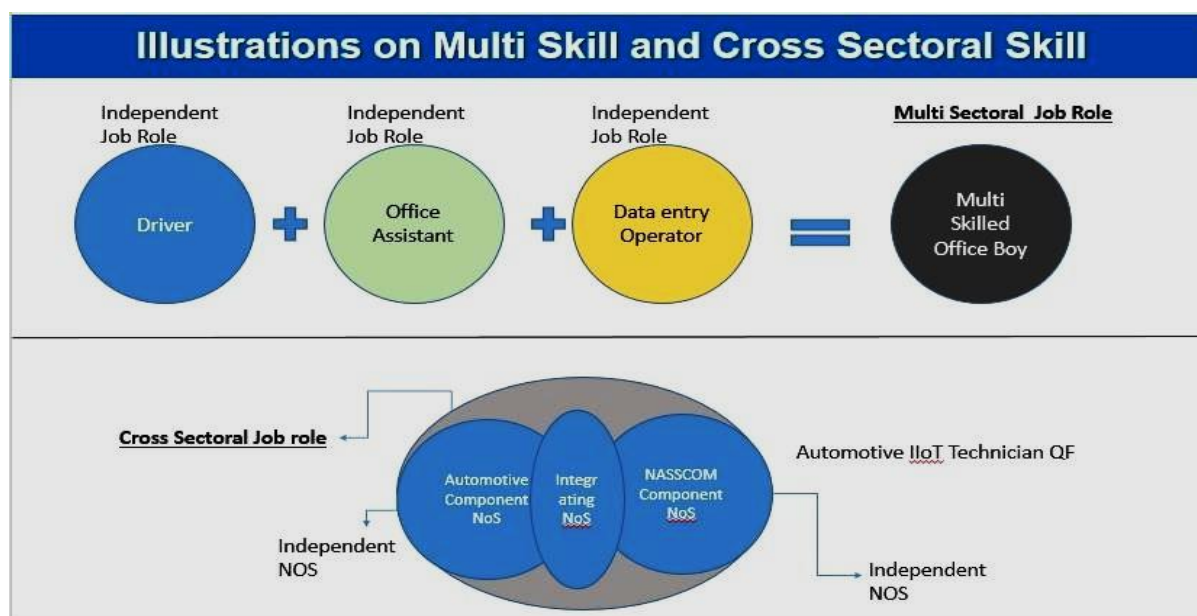 Illustrations on Multi Skill and Cross Sectoral Skill
Independent
Job Role
Independent
Job Role
Independent
Job Role
Multi Sectoral Job Role
Driver
Office
Assistant
Data entry
Operator
Multi
Skilled
Office Boy
Cross Sectoral Job role
Automotive
Component
NoS
Integr
ating
NoS
NASSCOM
Component
NoS
Automotive IIoT Technician QF
Independent
NOS
Independent
NOS